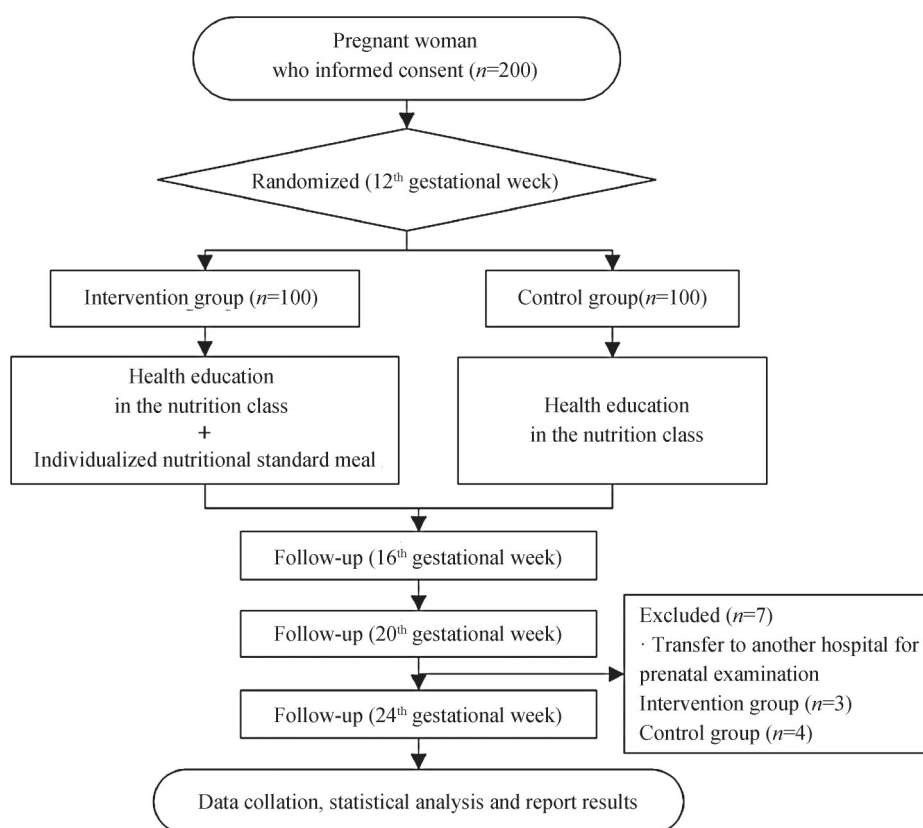 Pregnant woman
who informed consent (n=200)
Randomized (12th gestational weck)
Intervention group (n=100)
Control group(n=100)
Health education
in the nutrition class
+
Individualized nutritional standard meal
Health education
in the nutrition class
Follow-up (16th gestational week)
Follow-up (20th gestational week)
Follow-up (24th gestational week)
Excluded (n=7)
· Transfer to another hospital for
prenatal examination
Intervention group (n=3)
Control group (n=4)
Data collation, statistical analysis and report results